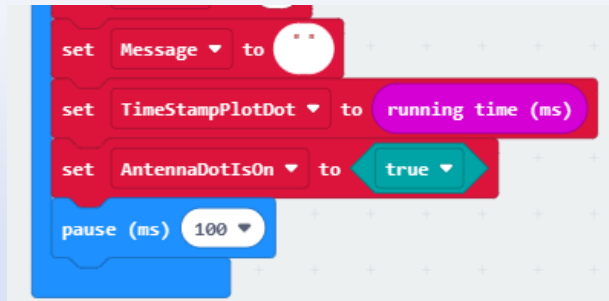 set Message ▼ to " "
set TimeStampPlotDot ▼ to running time (ms)
set AntennaDotIsOn ▼ to true ▼
pause (ms) 100 ▼